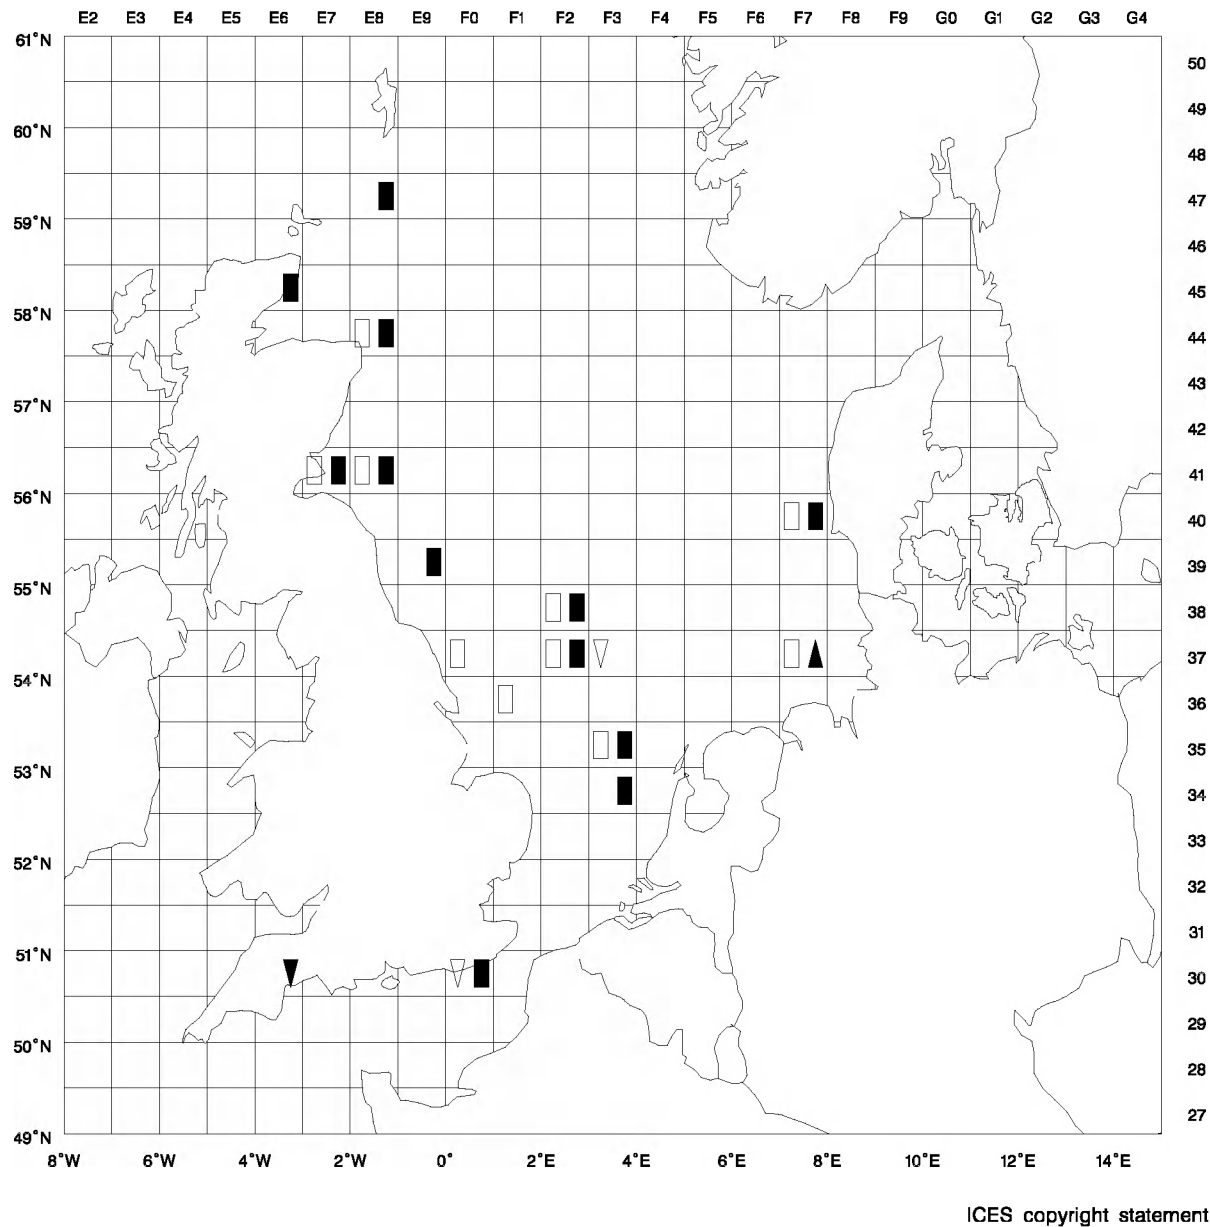 E2 E3 E4 E5 E6 E7 E8 E9 F0 F1 F2 F3 F4 F5 F6 F7 F8 F9 G0 G1 G2 G3 G4
61°N
50
49
60°N
48
47
59°N
46
45
58°N
44
43
57°N
42
41
56°N
40
39
55°N
38
37
54°N
36
35
53°N
34
33
52°N
32
31
51°N
30
29
50°N
28
27
49°N
8°W 6°W 4°W 2°W 0° 2°E 4°E 6°E 8°E 10°E 12°E 14°E
ICES copyright statement